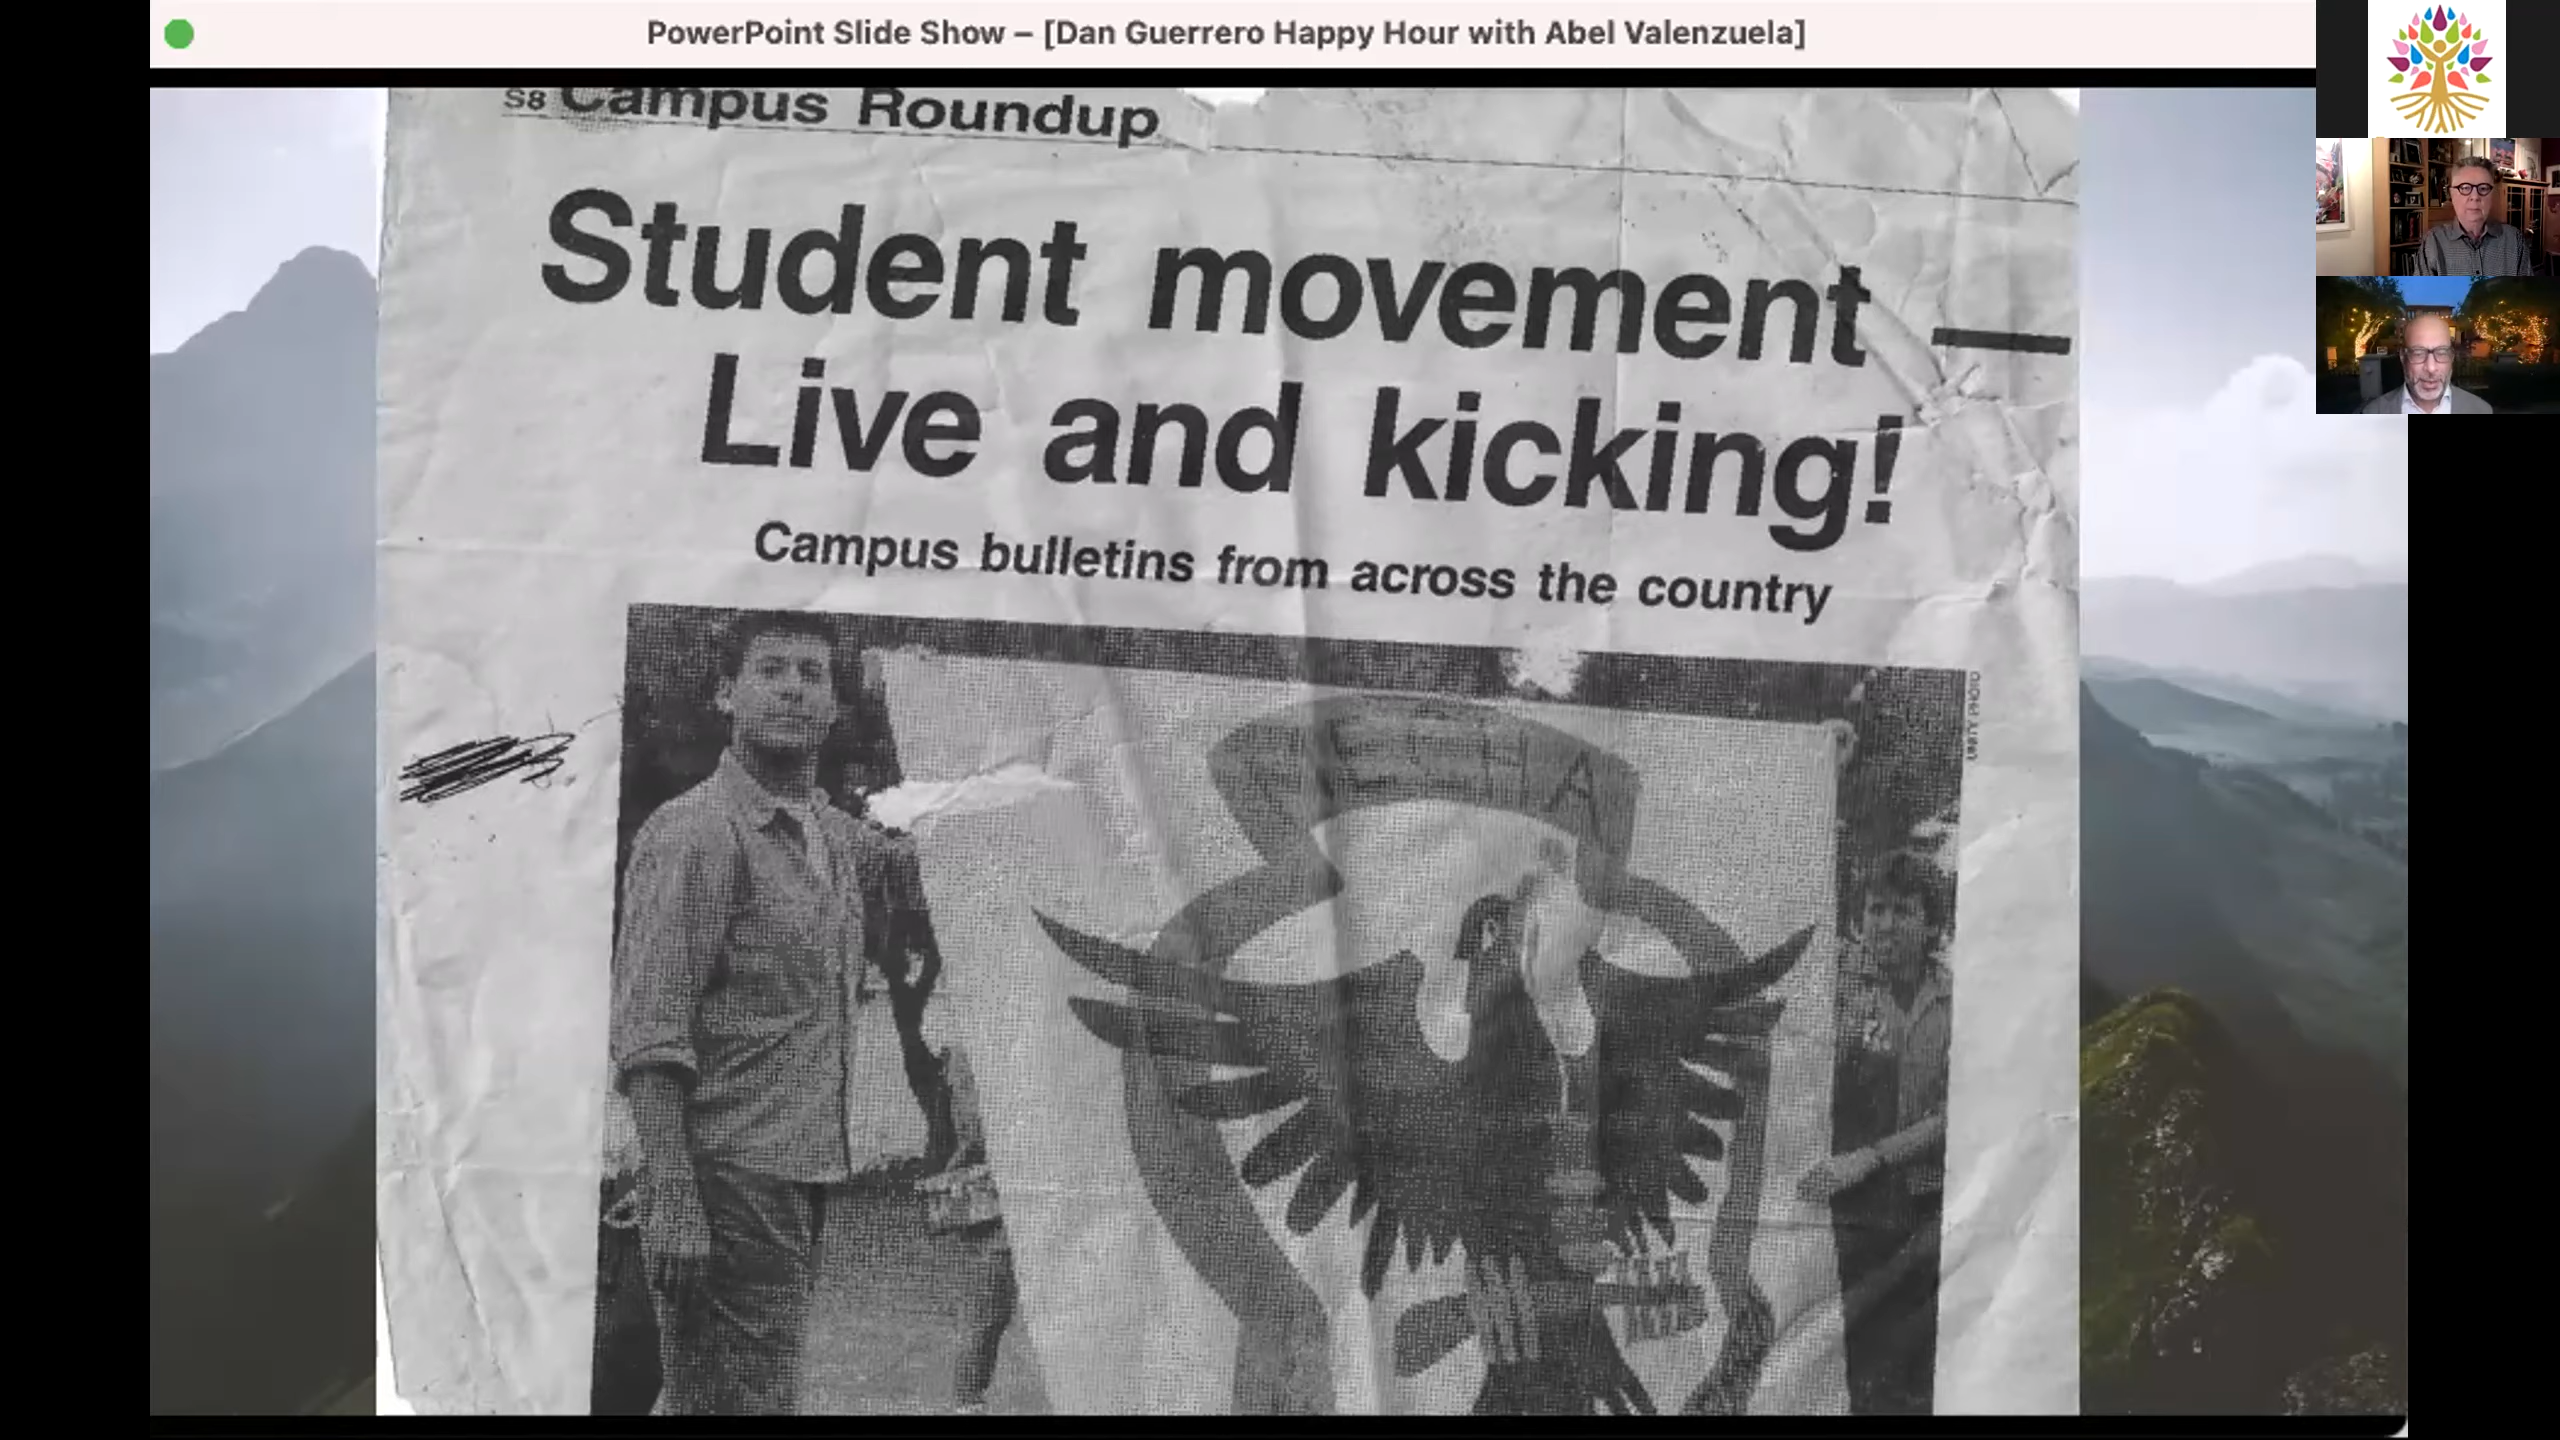 PowerPoint Slide Show – [Dan Guerrero Happy Hour with Abel Valenzuela]
S8 Campus Roundup
Student movement —
Live and kicking!
Campus bulletins from across the country